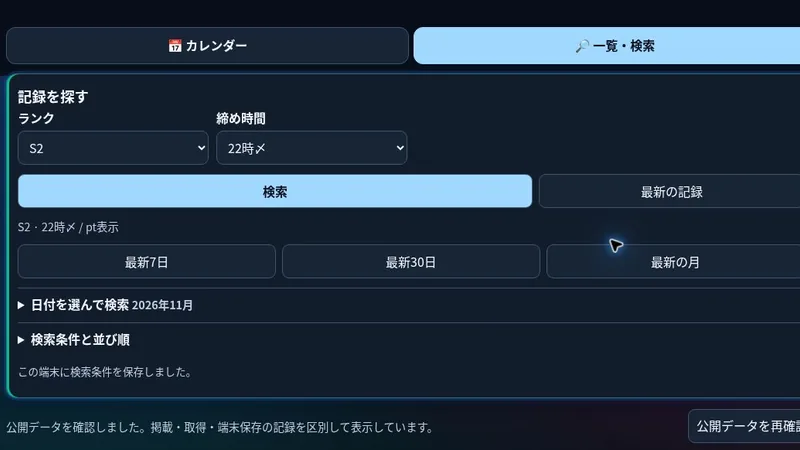 📅 カレンダー
🔎 一覧・検索
記録を探す
ランク 締め時間
S2 22時〆
検索 最新の記録
S2 · 22時〆 / pt表示
最新7日 最新30日 最新の月
▶ 日付を選んで検索 2026年11月
▶ 検索条件と並び順
この端末に検索条件を保存しました。
公開データを確認しました。掲載・取得・端末保存の記録を区別して表示しています。
公開データを再確認